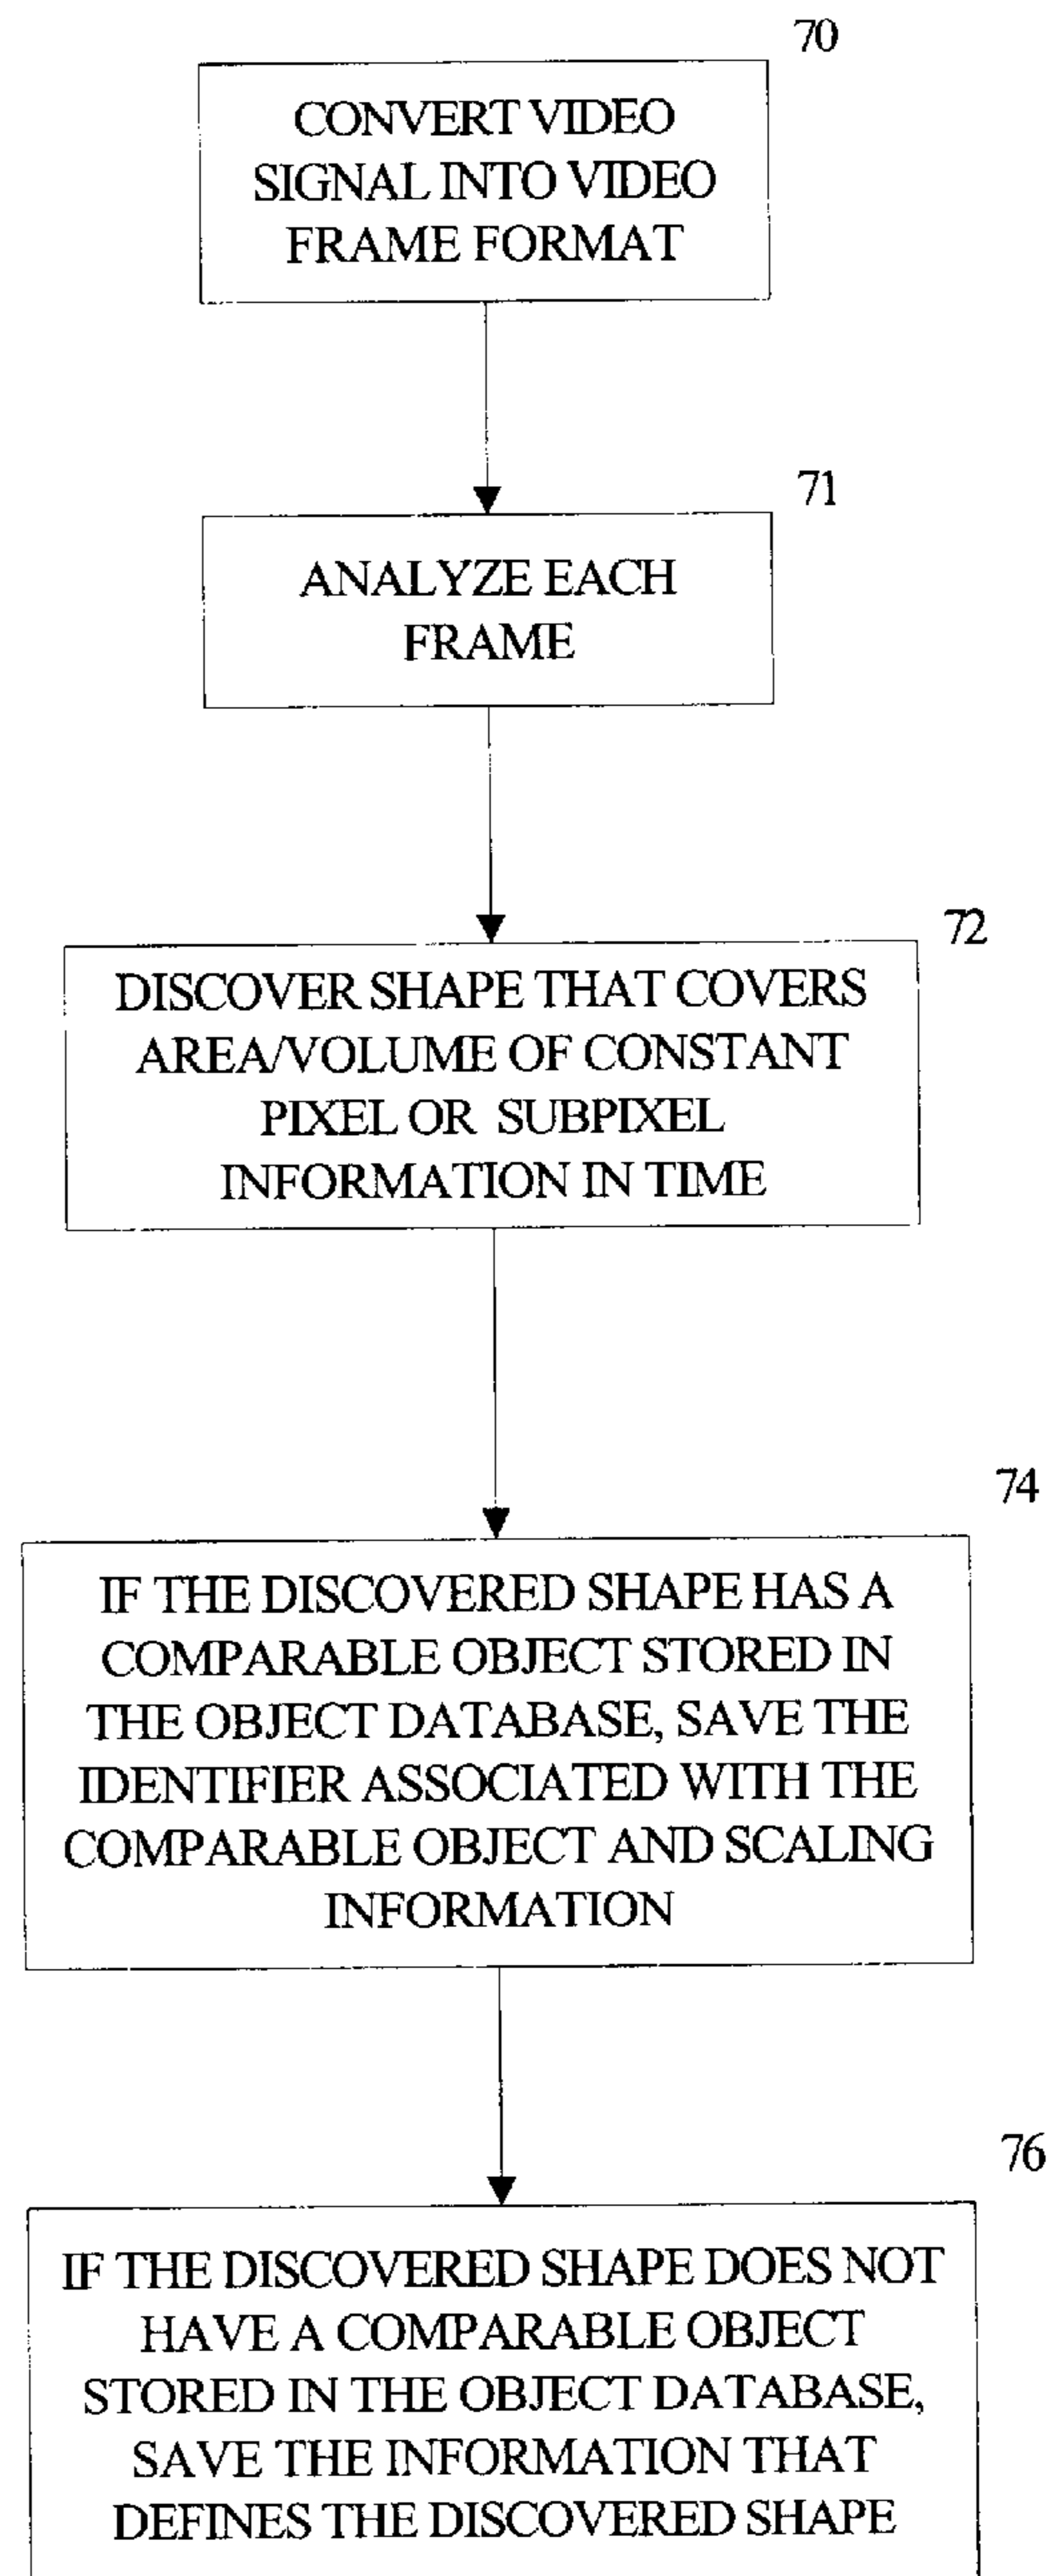 70
CONVERT VIDEO
SIGNAL INTO VIDEO
FRAME FORMAT
71
ANALYZE EACH
FRAME
72
DISCOVER SHAPE THAT COVERS
AREA/VOLUME OF CONSTANT
PIXEL OR SUBPIXEL
INFORMATION IN TIME
74
IF THE DISCOVERED SHAPE HAS A
COMPARABLE OBJECT STORED IN
THE OBJECT DATABASE, SAVE THE
IDENTIFIER ASSOCIATED WITH THE
COMPARABLE OBJECT AND SCALING
INFORMATION
76
IF THE DISCOVERED SHAPE DOES NOT
HAVE A COMPARABLE OBJECT
STORED IN THE OBJECT DATABASE,
SAVE THE INFORMATION THAT
DEFINES THE DISCOVERED SHAPE